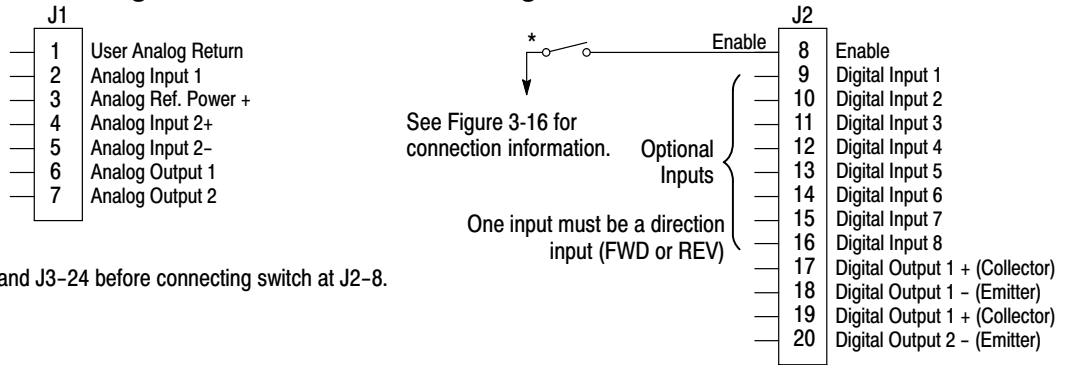 J1
1 User Analog Return
2 Analog Input 1
3 Analog Ref. Power +
4 Analog Input 2+
5 Analog Input 2-
6 Analog Output 1
7 Analog Output 2
and J3-24 before connecting switch at J2-8.
*
Enable
See Figure 3-16 for
connection information.
Optional
Inputs
One input must be a direction
input (FWD or REV)
J2
8 Enable
9 Digital Input 1
10 Digital Input 2
11 Digital Input 3
12 Digital Input 4
13 Digital Input 5
14 Digital Input 6
15 Digital Input 7
16 Digital Input 8
17 Digital Output 1 + (Collector)
18 Digital Output 1 - (Emitter)
19 Digital Output 1 + (Collector)
20 Digital Output 2 - (Emitter)